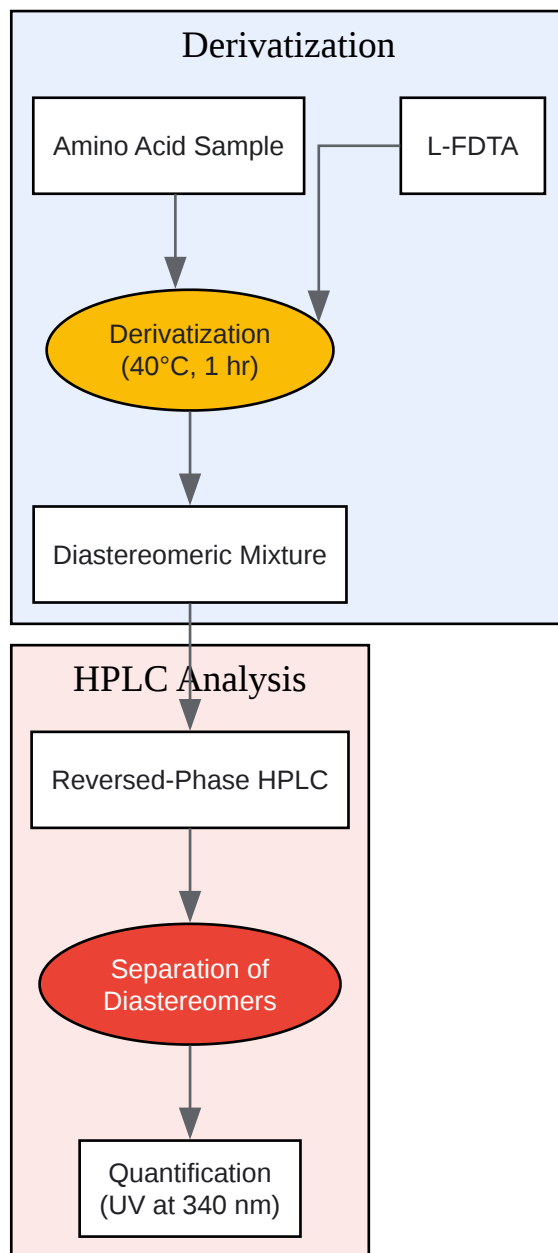 Derivatization
Amino Acid Sample
L-FDTA
Derivatization
(40°C, 1 hr)
Diastereomeric Mixture
HPLC Analysis
Reversed-Phase HPLC
Separation of
Diastereomers
Quantification
(UV at 340 nm)